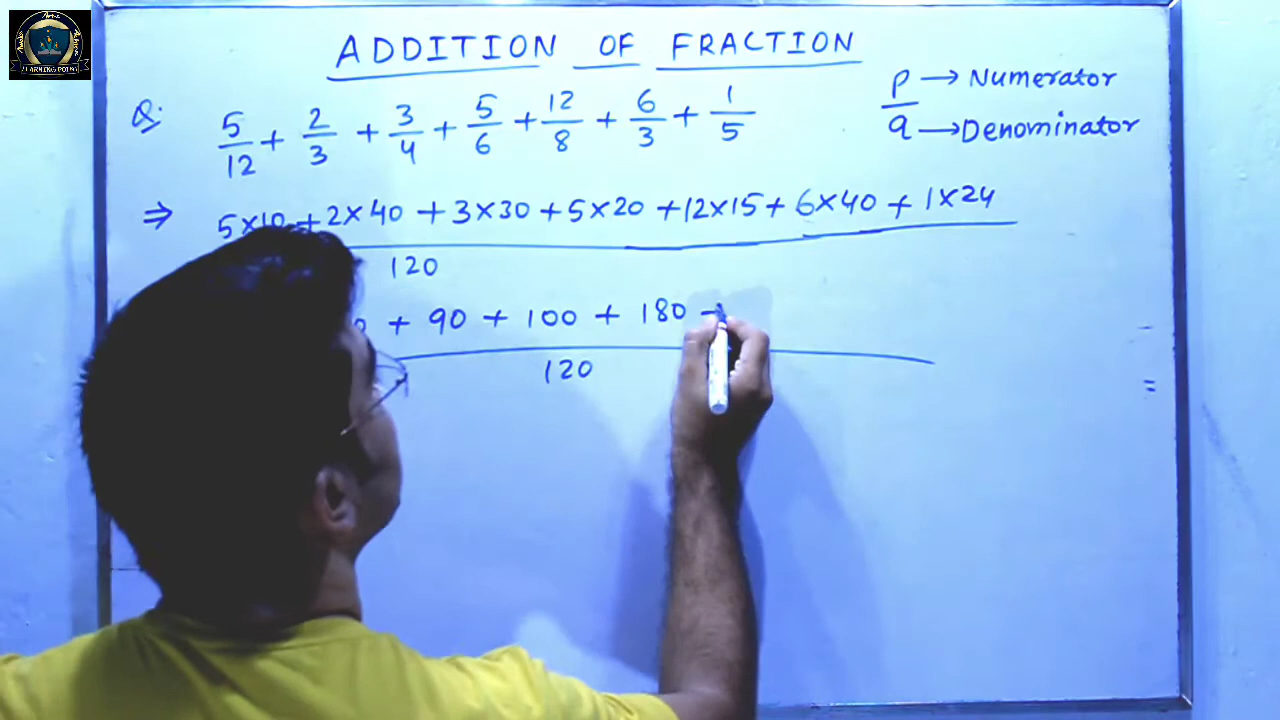 LEARNING POINT
ADDITION OF FRACTION
p → Numerator
q → Denominator
Q. 5/12 + 2/3 + 3/4 + 5/6 + 12/8 + 6/3 + 1/5
⇒ 5×10 + 2×40 + 3×30 + 5×20 + 12×15 + 6×40 + 1×24
120
+ 90 + 100 + 180 +
120
=